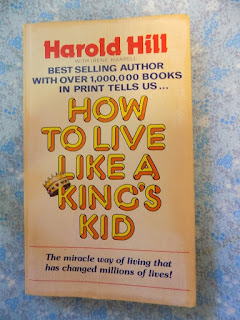 Harold Hill
WITH IRENE HARRELL
BEST SELLING AUTHOR
WITH OVER 1,000,000 BOOKS
IN PRINT TELLS US...
HOW
TO LIVE
LIKE A
KING'S
KID
The miracle way of living that
has changed millions of lives!